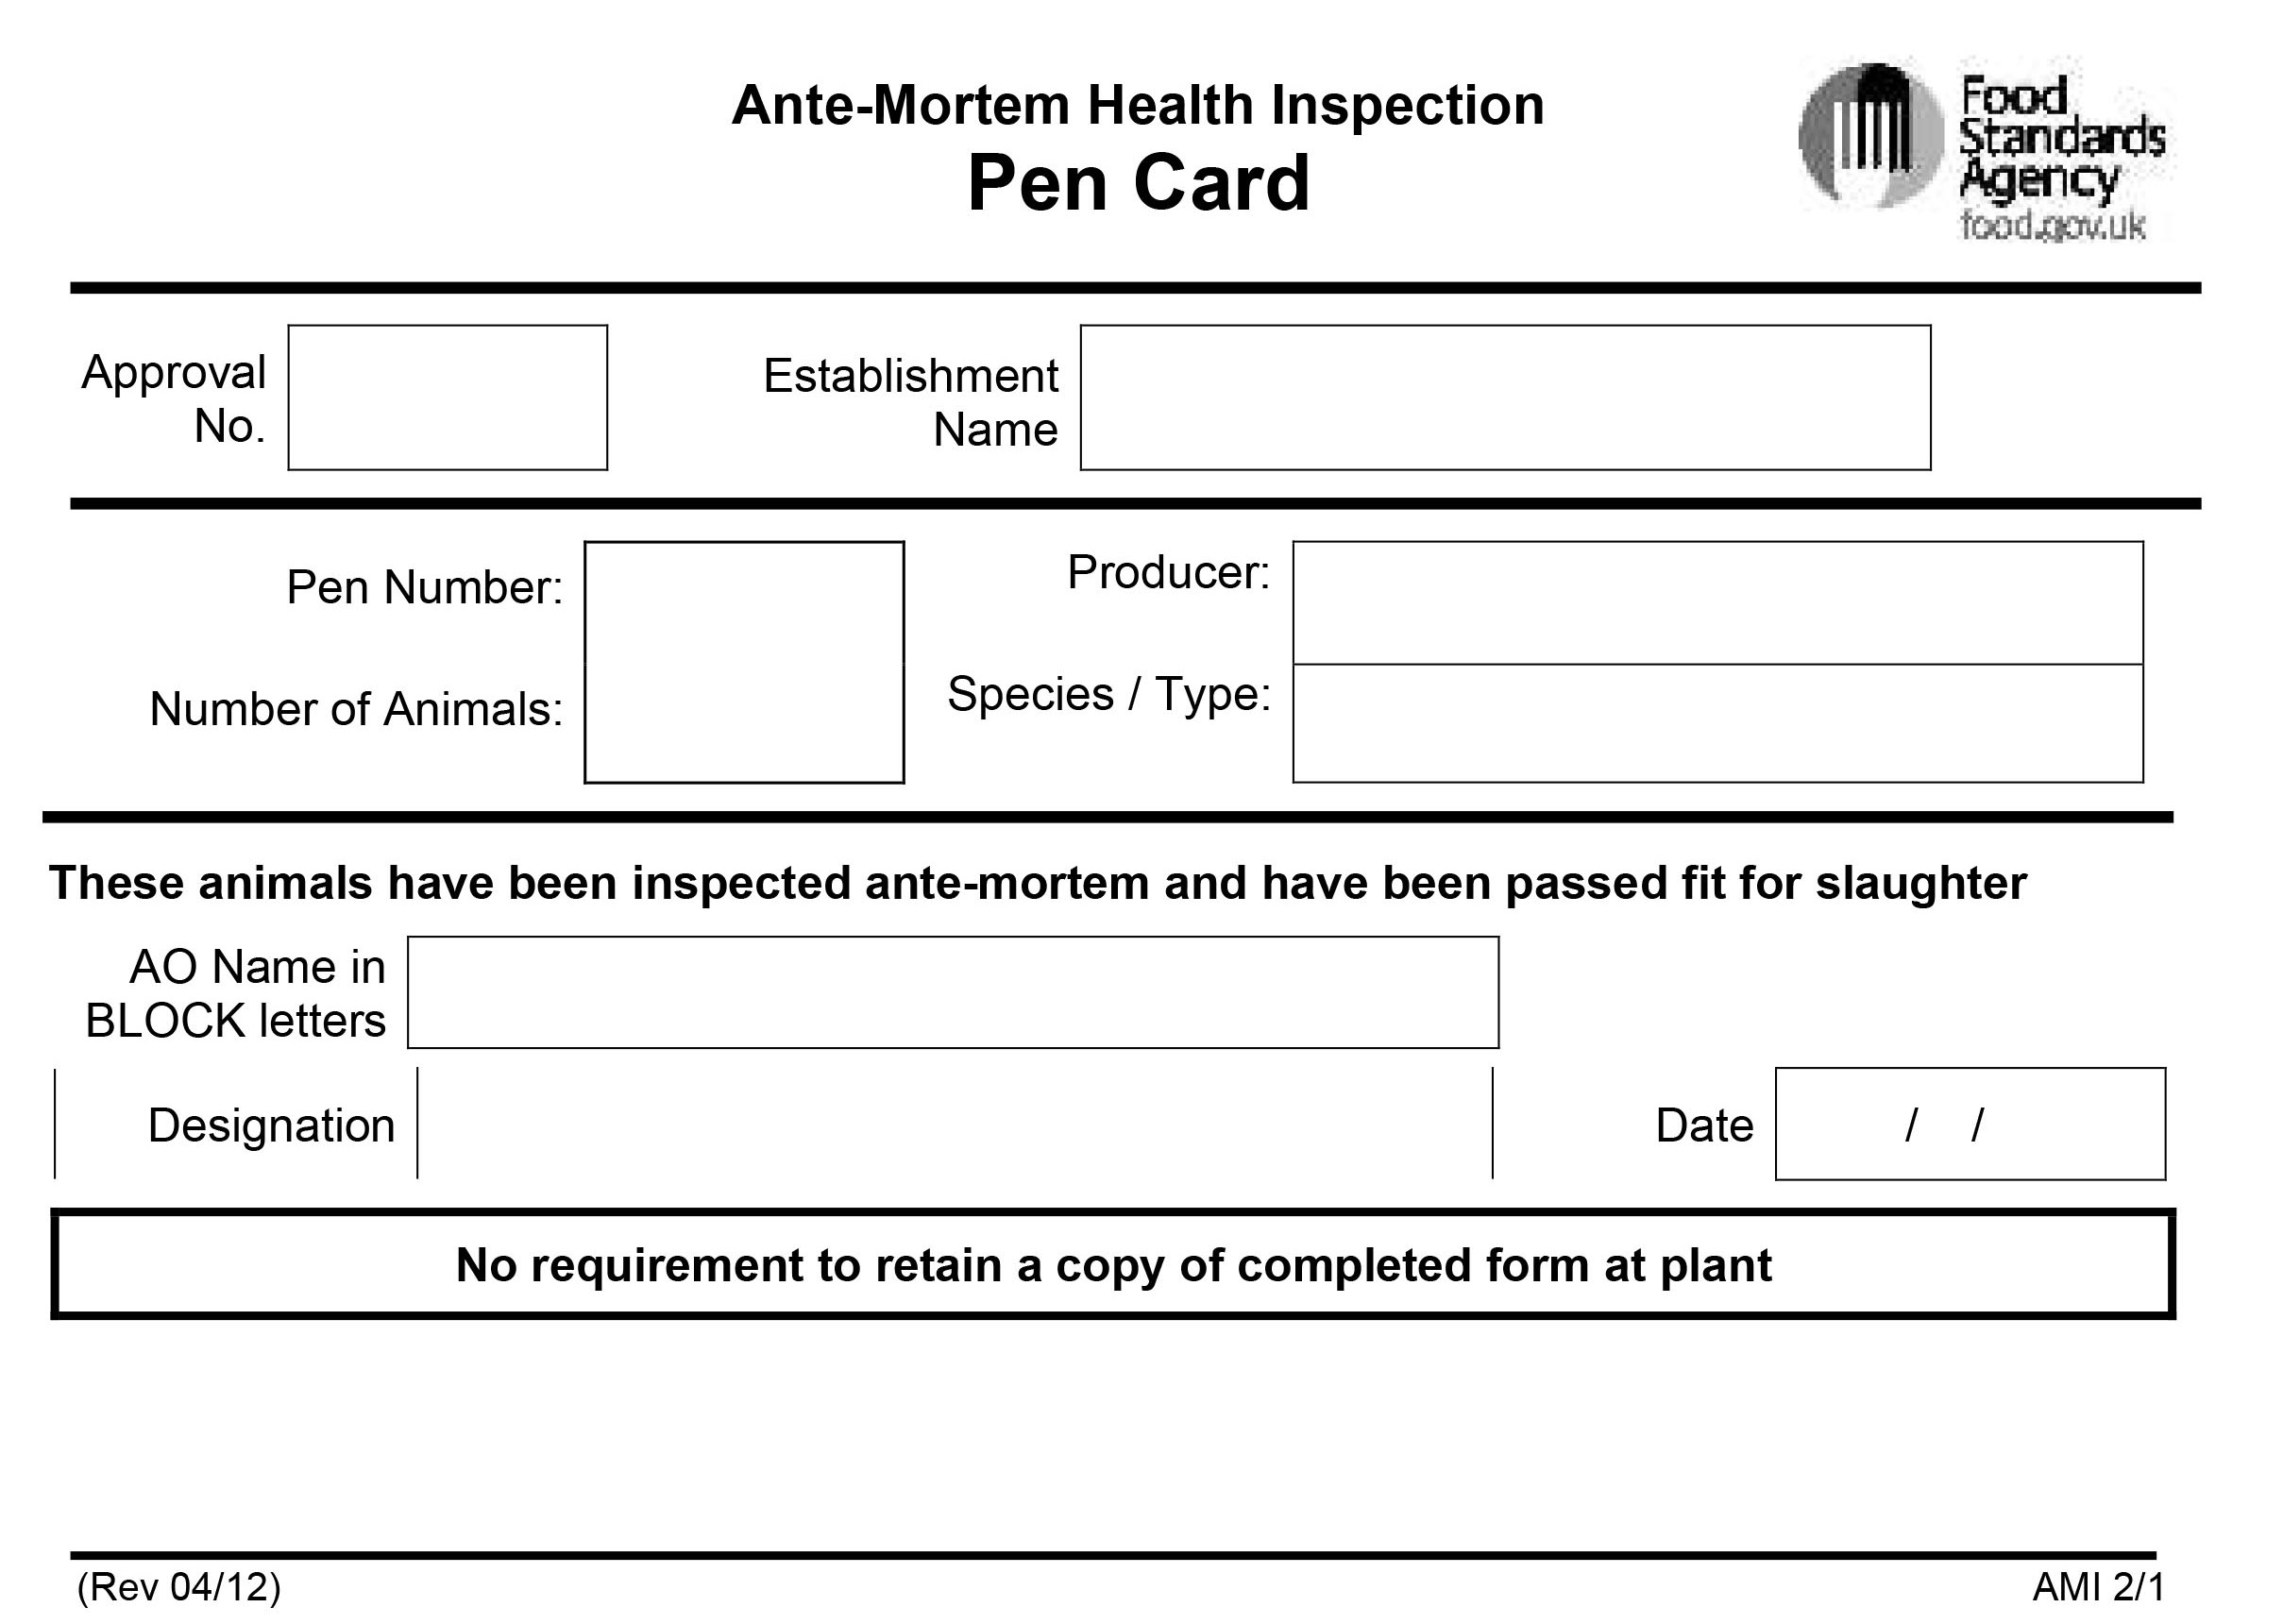 Ante-Mortem Health Inspection
Pen Card
Food
Standards
Agency
food.gov.uk
Approval
No.
Establishment
Name
Pen Number:
Producer:
Number of Animals:
Species / Type:
These animals have been inspected ante-mortem and have been passed fit for slaughter
AO Name in
BLOCK letters
Designation
Date
/ /
No requirement to retain a copy of completed form at plant
(Rev 04/12)
AMI 2/1